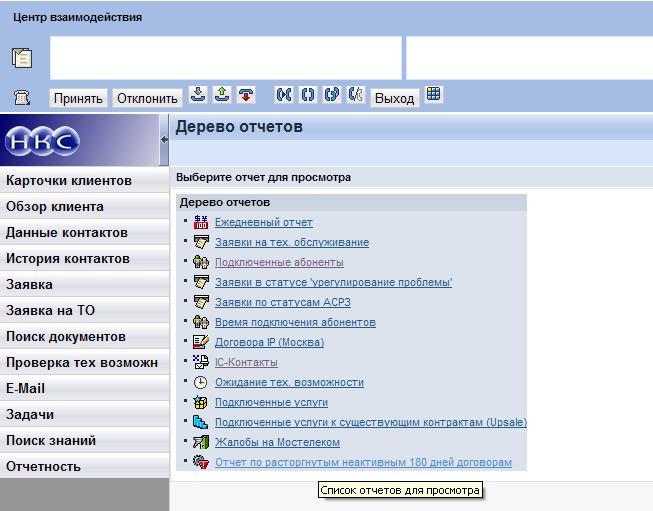 Центр взаимодействия
Принять Отклонить Выход
НКС
Дерево отчетов
Выберите отчет для просмотра
Карточки клиентов
Обзор клиента
Данные контактов
История контактов
Заявка
Заявка на ТО
Поиск документов
Проверка тех возможн
E-Mail
Задачи
Поиск знаний
Отчетность
Дерево отчетов
Ежедневный отчет
Заявки на тех. обслуживание
Подключенные абоненты
Заявки в статусе 'урегулирование проблемы'
Заявки по статусам АСРЗ
Время подключения абонентов
Договора IP (Москва)
IC-Контакты
Ожидание тех. возможности
Подключенные услуги
Подключенные услуги к существующим контрактам (Upsale)
Жалобы на Мостелеком
Отчет по расторгнутым неактивным 180 дней договорам
Список отчетов для просмотра